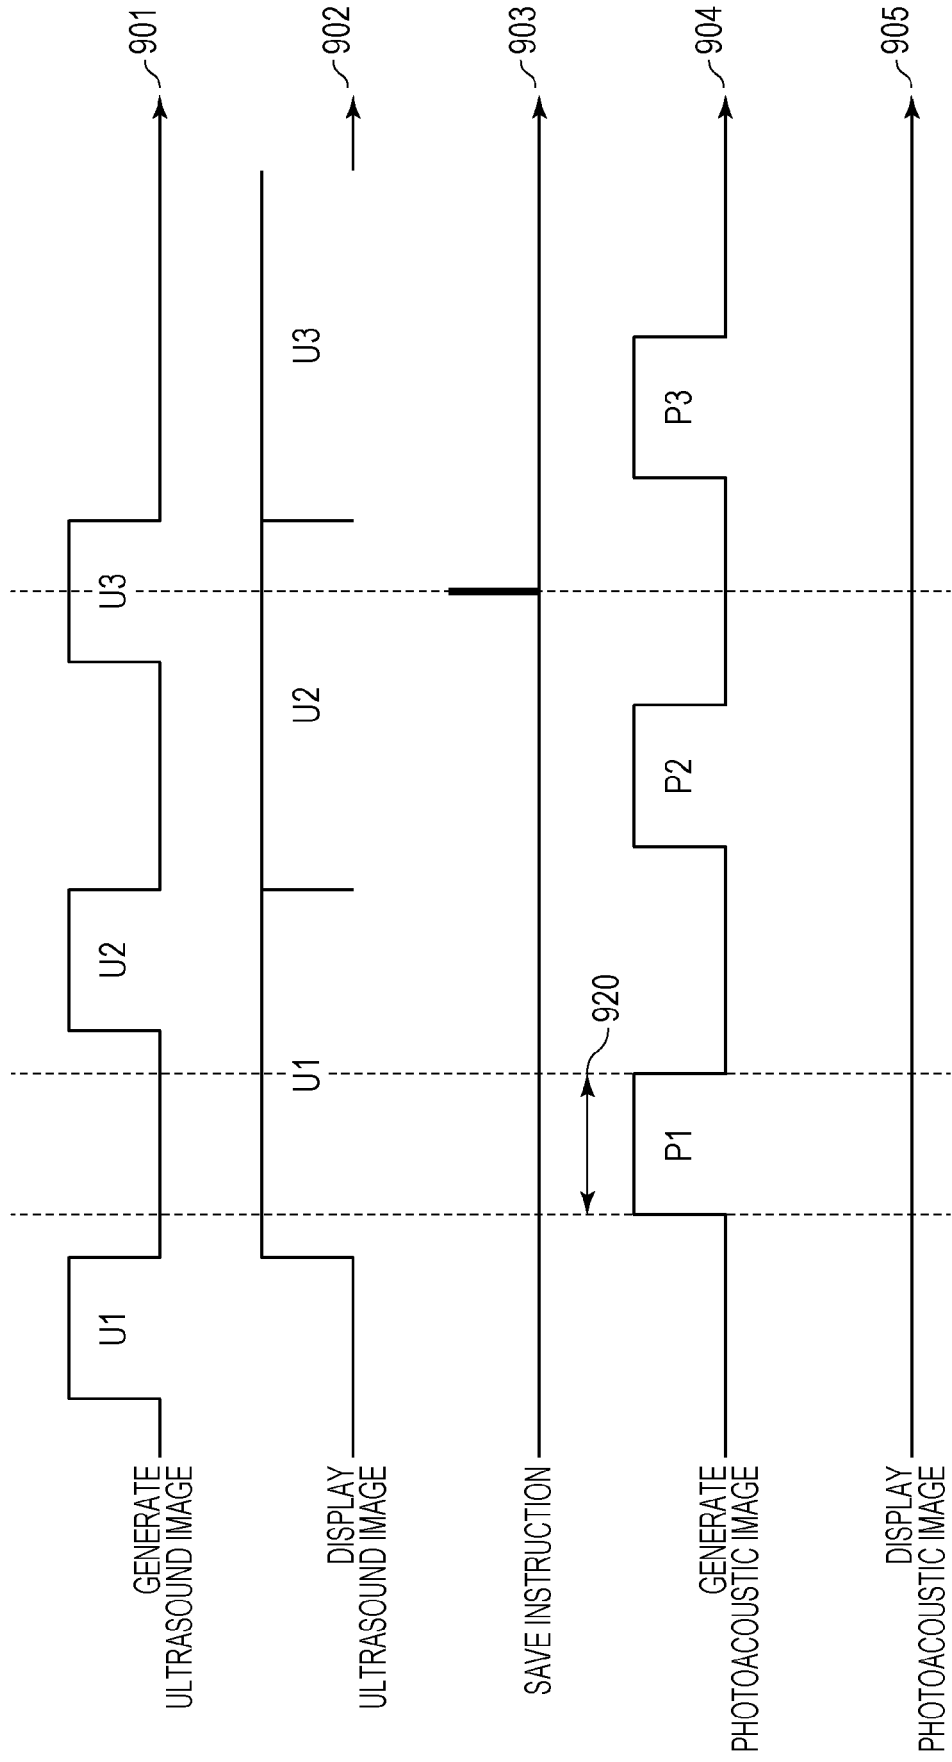 GENERATE
ULTRASOUND IMAGE
U1
U2
U3
901
DISPLAY
ULTRASOUND IMAGE
U1
U2
U3
902
SAVE INSTRUCTION
903
920
GENERATE
PHOTOACOUSTIC IMAGE
P1
P2
P3
904
DISPLAY
PHOTOACOUSTIC IMAGE
905